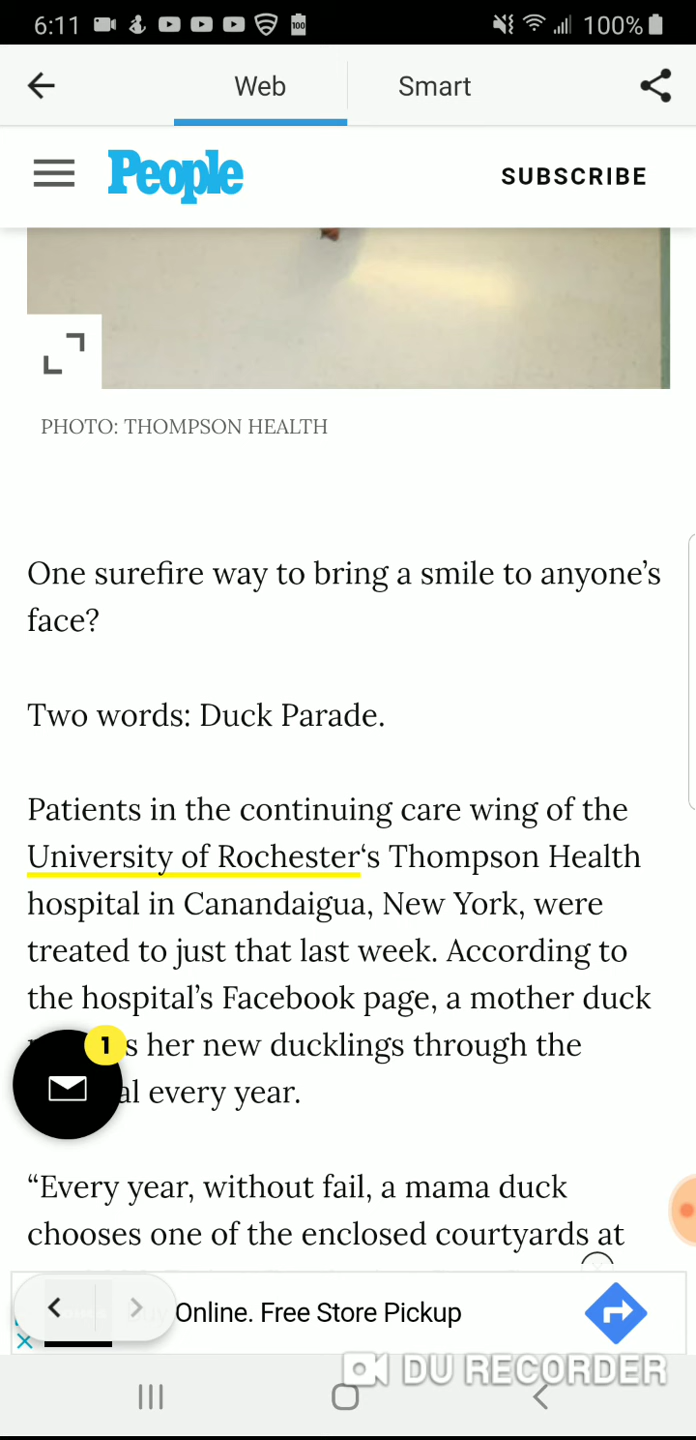 6:11 100 100%
Web Smart
People SUBSCRIBE
PHOTO: THOMPSON HEALTH
One surefire way to bring a smile to anyone’s
face?
Two words: Duck Parade.
Patients in the continuing care wing of the
University of Rochester‘s Thompson Health
hospital in Canandaigua, New York, were
treated to just that last week. According to
the hospital’s Facebook page, a mother duck
1 s her new ducklings through the
al every year.
“Every year, without fail, a mama duck
chooses one of the enclosed courtyards at
Online. Free Store Pickup
DU RECORDER